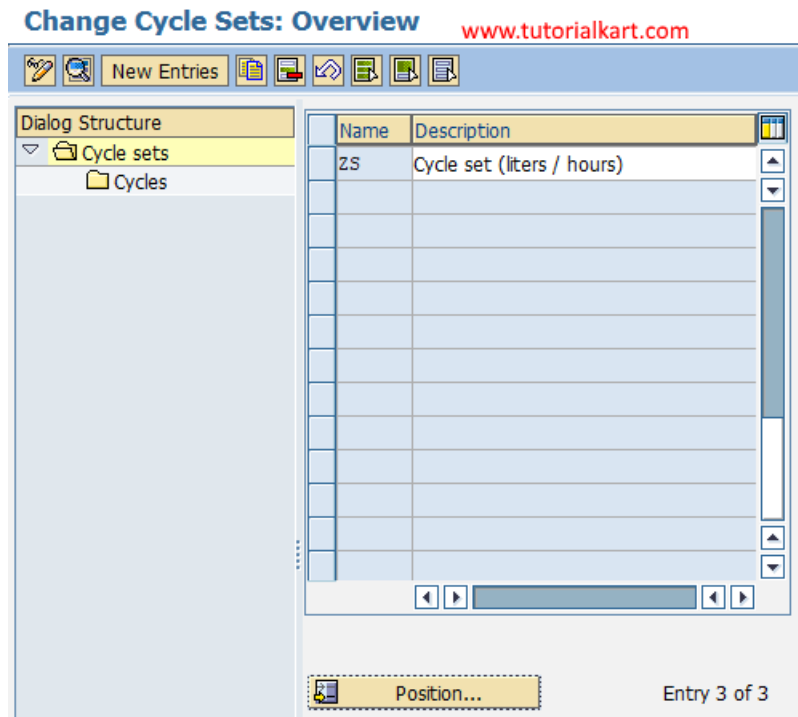 Change Cycle Sets: Overview
www.tutorialkart.com
New Entries
Dialog Structure
Cycle sets
Cycles
Name Description
ZS Cycle set (liters / hours)
Position... Entry 3 of 3